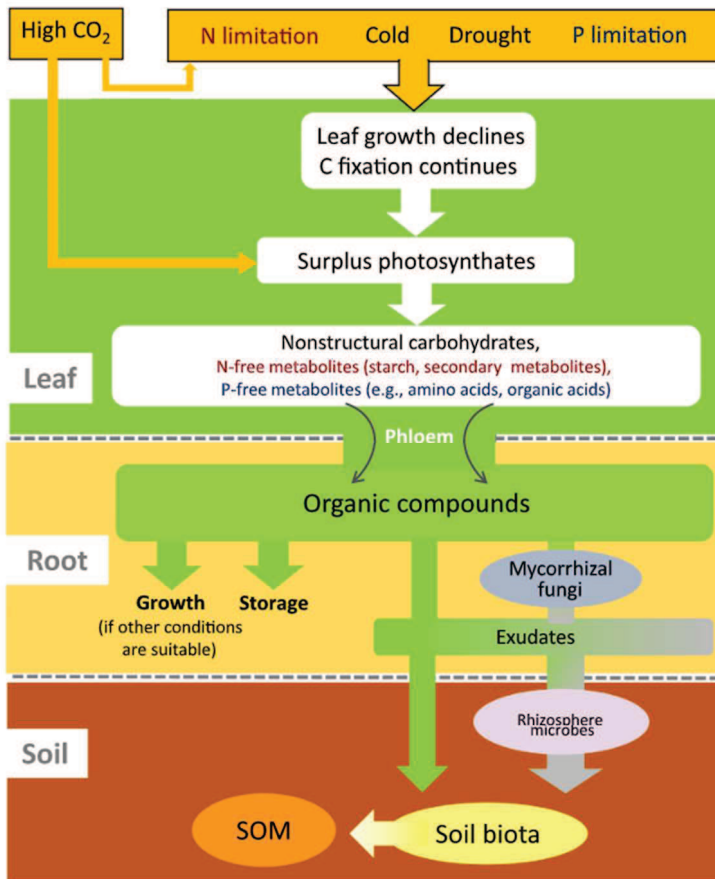 High CO₂
N limitation Cold Drought P limitation
Leaf growth declines
C fixation continues
Surplus photosynthates
Nonstructural carbohydrates,
N-free metabolites (starch, secondary metabolites),
P-free metabolites (e.g., amino acids, organic acids)
Leaf
Phloem
Organic compounds
Root
Growth
(if other conditions
are suitable)
Storage
Mycorrhizal
fungi
Exudates
Rhizosphere
microbes
Soil
SOM
Soil biota